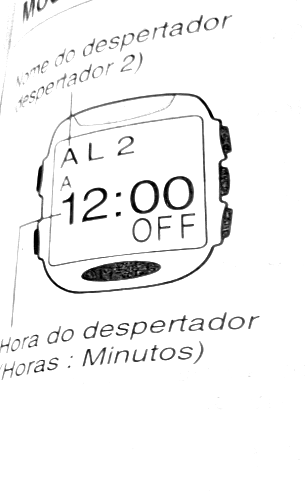 Nome do despertador
despertador 2)
AL 2
A
12:00
OFF
Hora do despertador
(Horas : Minutos)